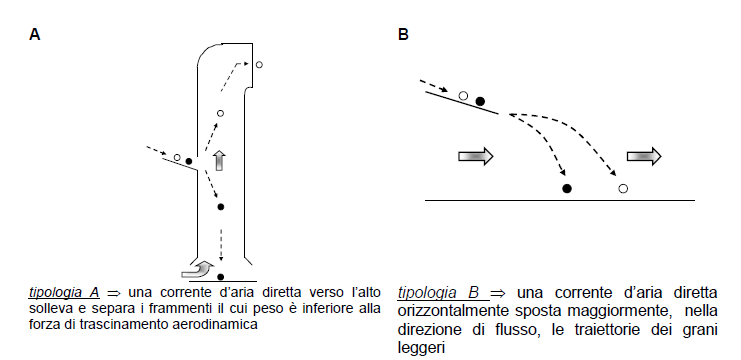 A
B
tipologia A ⇒ una corrente d'aria diretta verso l'alto
solleva e separa i frammenti il cui peso è inferiore alla
forza di trascinamento aerodinamica
tipologia B ⇒ una corrente d'aria diretta
orizzontalmente sposta maggiormente, nella
direzione di flusso, le traiettorie dei grani
leggeri